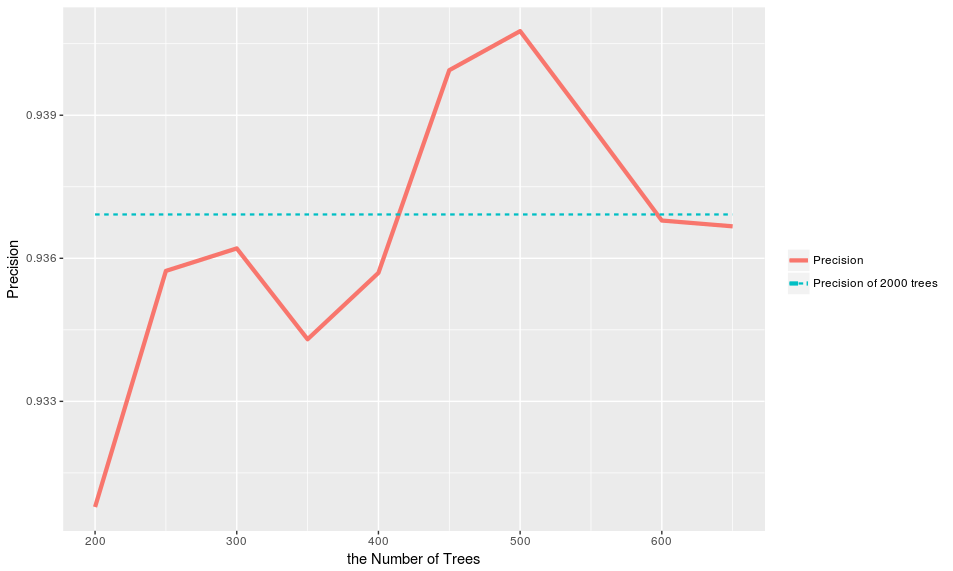 0.939
0.936
0.933
Precision
200
300
400
500
600
the Number of Trees
Precision
Precision of 2000 trees